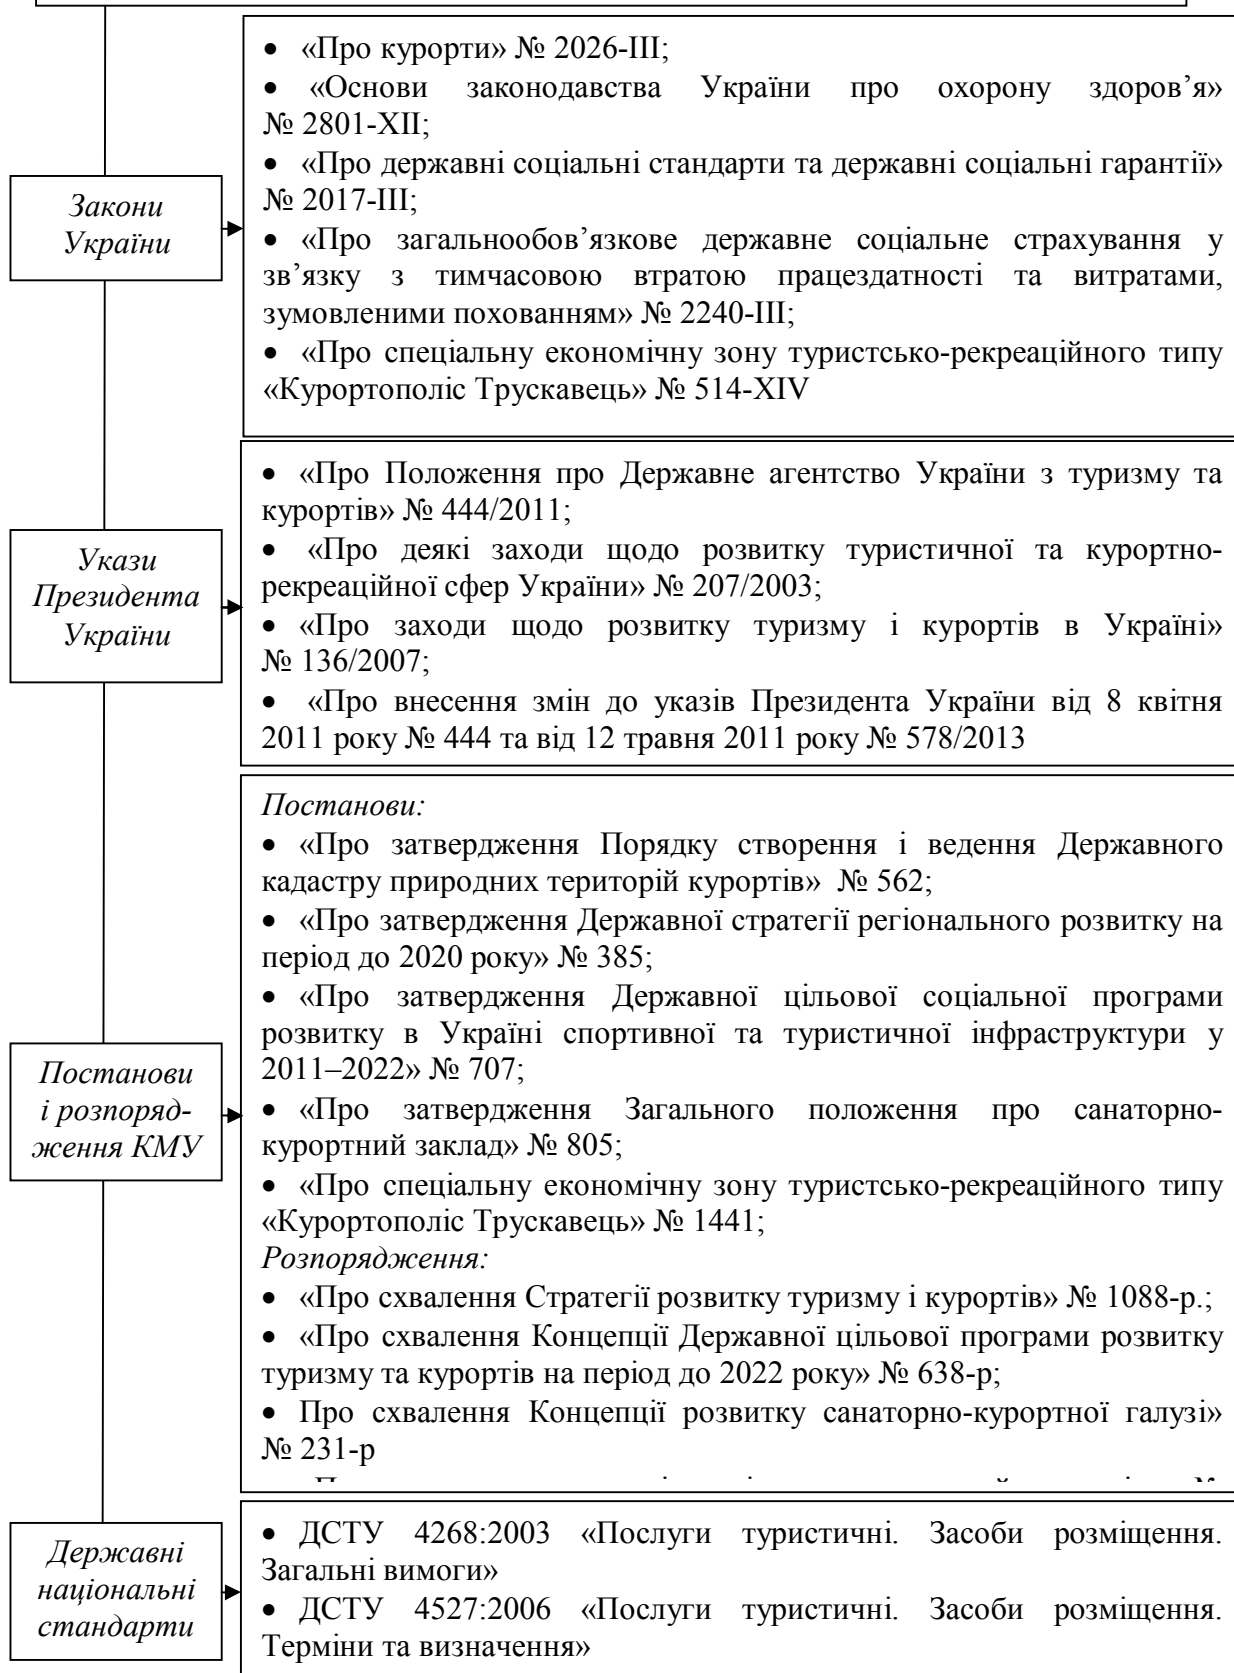 Закони
України
• «Про курорти» № 2026-III;
• «Основи законодавства України про охорону здоров’я»
№ 2801-XII;
• «Про державні соціальні стандарти та державні соціальні гарантії»
№ 2017-III;
• «Про загальнообов’язкове державне соціальне страхування у
зв’язку з тимчасовою втратою працездатності та витратами,
зумовленими похованням» № 2240-III;
• «Про спеціальну економічну зону туристсько-рекреаційного типу
«Курортополіс Трускавець» № 514-XIV
Укази
Президента
України
• «Про Положення про Державне агентство України з туризму та
курортів» № 444/2011;
• «Про деякі заходи щодо розвитку туристичної та курортно-
рекреаційної сфер України» № 207/2003;
• «Про заходи щодо розвитку туризму і курортів в Україні»
№ 136/2007;
• «Про внесення змін до указів Президента України від 8 квітня
2011 року № 444 та від 12 травня 2011 року № 578/2013
Постанови
і розпоряд-
ження КМУ
Постанови:
• «Про затвердження Порядку створення і ведення Державного
кадастру природних територій курортів» № 562;
• «Про затвердження Державної стратегії регіонального розвитку на
період до 2020 року» № 385;
• «Про затвердження Державної цільової соціальної програми
розвитку в Україні спортивної та туристичної інфраструктури у
2011–2022» № 707;
• «Про затвердження Загального положення про санаторно-
курортний заклад» № 805;
• «Про спеціальну економічну зону туристсько-рекреаційного типу
«Курортополіс Трускавець» № 1441;
Розпорядження:
• «Про схвалення Стратегії розвитку туризму і курортів» № 1088-р.;
• «Про схвалення Концепції Державної цільової програми розвитку
туризму та курортів на період до 2022 року» № 638-р;
• Про схвалення Концепції розвитку санаторно-курортної галузі»
№ 231-р
Державні
національні
стандарти
• ДСТУ 4268:2003 «Послуги туристичні. Засоби розміщення.
Загальні вимоги»
• ДСТУ 4527:2006 «Послуги туристичні. Засоби розміщення.
Терміни та визначення»